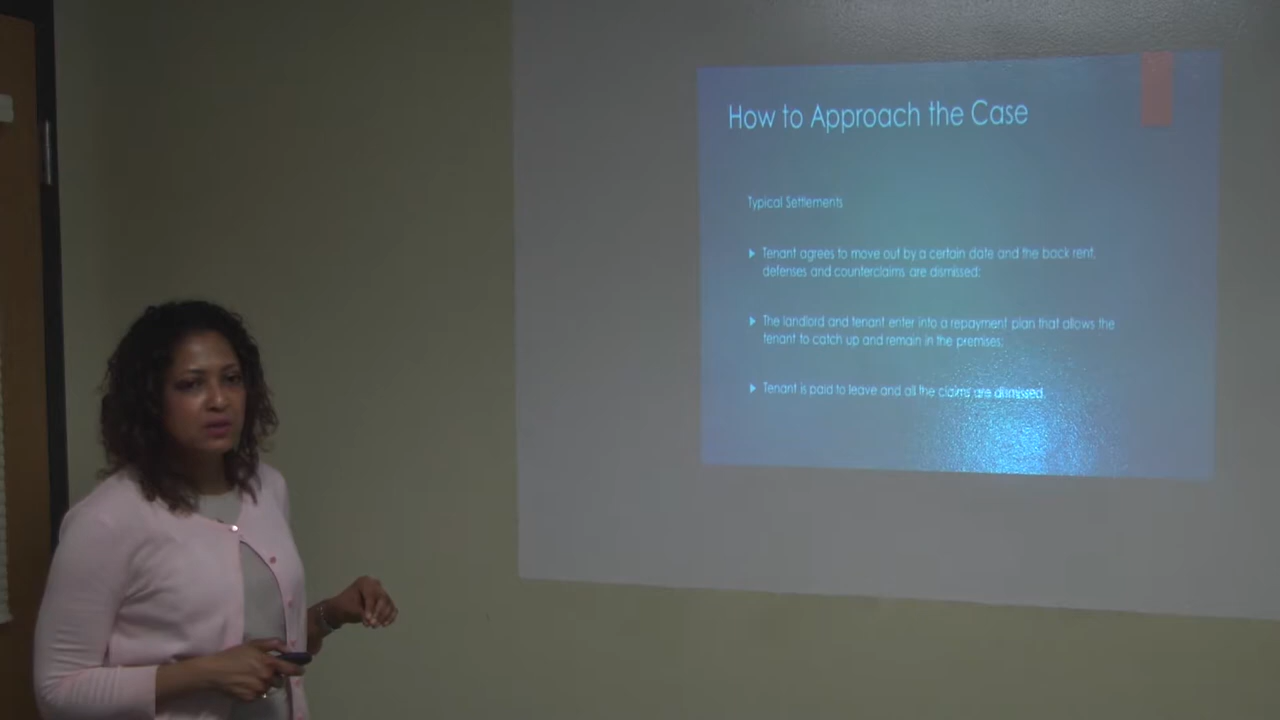 How to Approach the Case
Typical Settlements
Tenant agrees to move out by a certain date and the back rent,
defenses and counterclaims are dismissed;
The landlord and tenant enter into a repayment plan that allows the
tenant to catch up and remain in the premises;
Tenant is paid to leave and all the claims are dismissed.